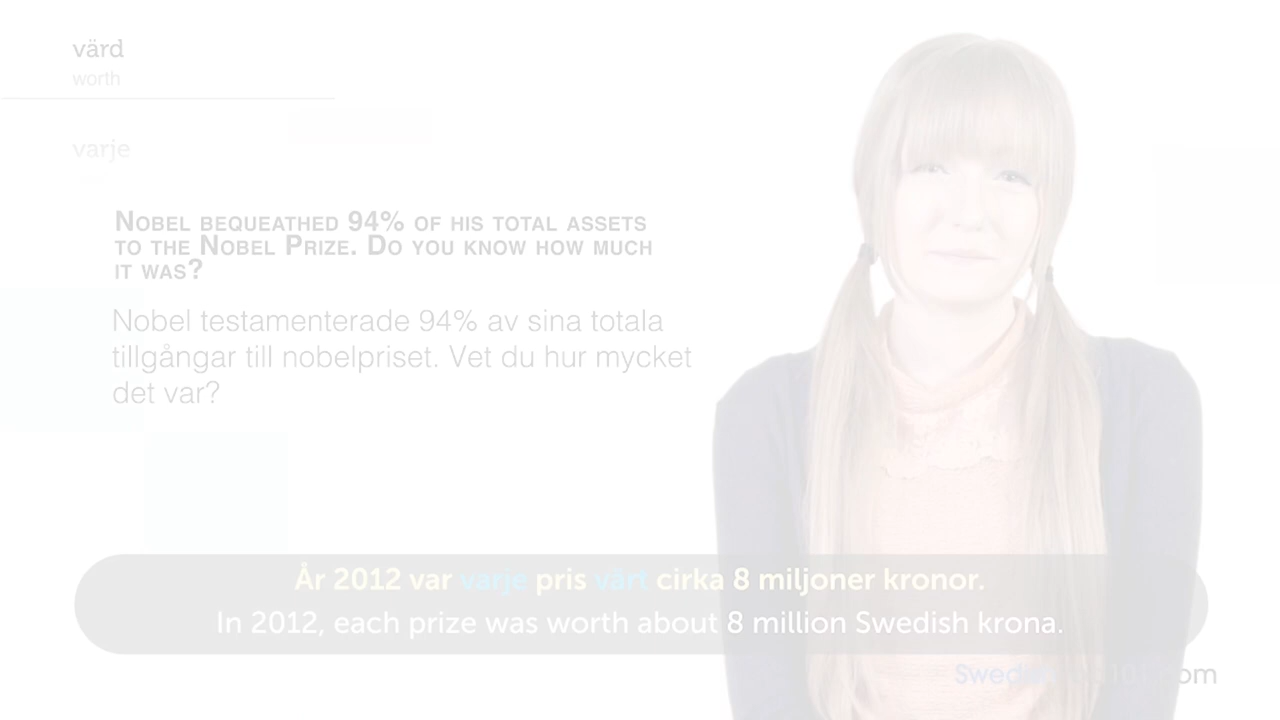 värd
worth
varje
Nobel bequeathed 94% of his total assets
to the Nobel Prize. Do you know how much
it was?
Nobel testamenterade 94% av sina totala
tillgångar till nobelpriset. Vet du hur mycket
det var?
År 2012 var varje pris värt cirka 8 miljoner kronor.
In 2012, each prize was worth about 8 million Swedish krona.